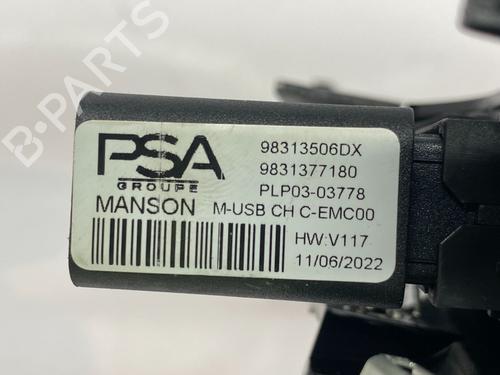 B-PARTS
PSA
GROUPE
98313506DX
9831377180
PLP03-03778
MANSON M-USB CH C-EMC00
HW:V117
11/06/2022